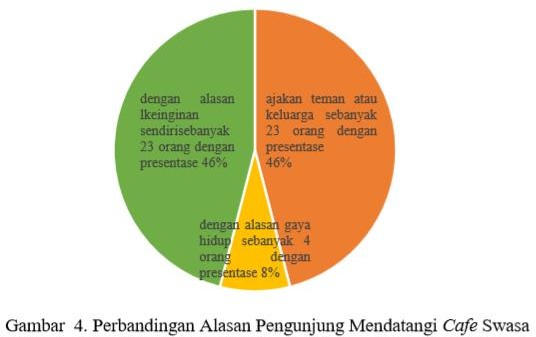 dengan alasan
lkeinginan
sendirisebanyak
23 orang dengan
presentase 46%
ajakan teman atau
keluarga sebanyak
23 orang dengan
presentase
46%
dengan alasan gaya
hidup sebanyak 4
orang dengan
presentase 8%
Gambar 4. Perbandingan Alasan Pengunjung Mendatangi Cafe Swasa